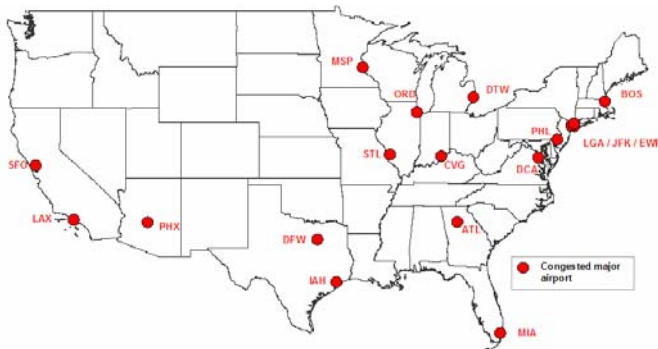 MSP
ORD
DTW
BOS
PHL
LGA / JFK / EWR
SFO
STL
CVG
DCA
LAX
PHX
DFW
ATL
IAH
Congested major
airport
MIA